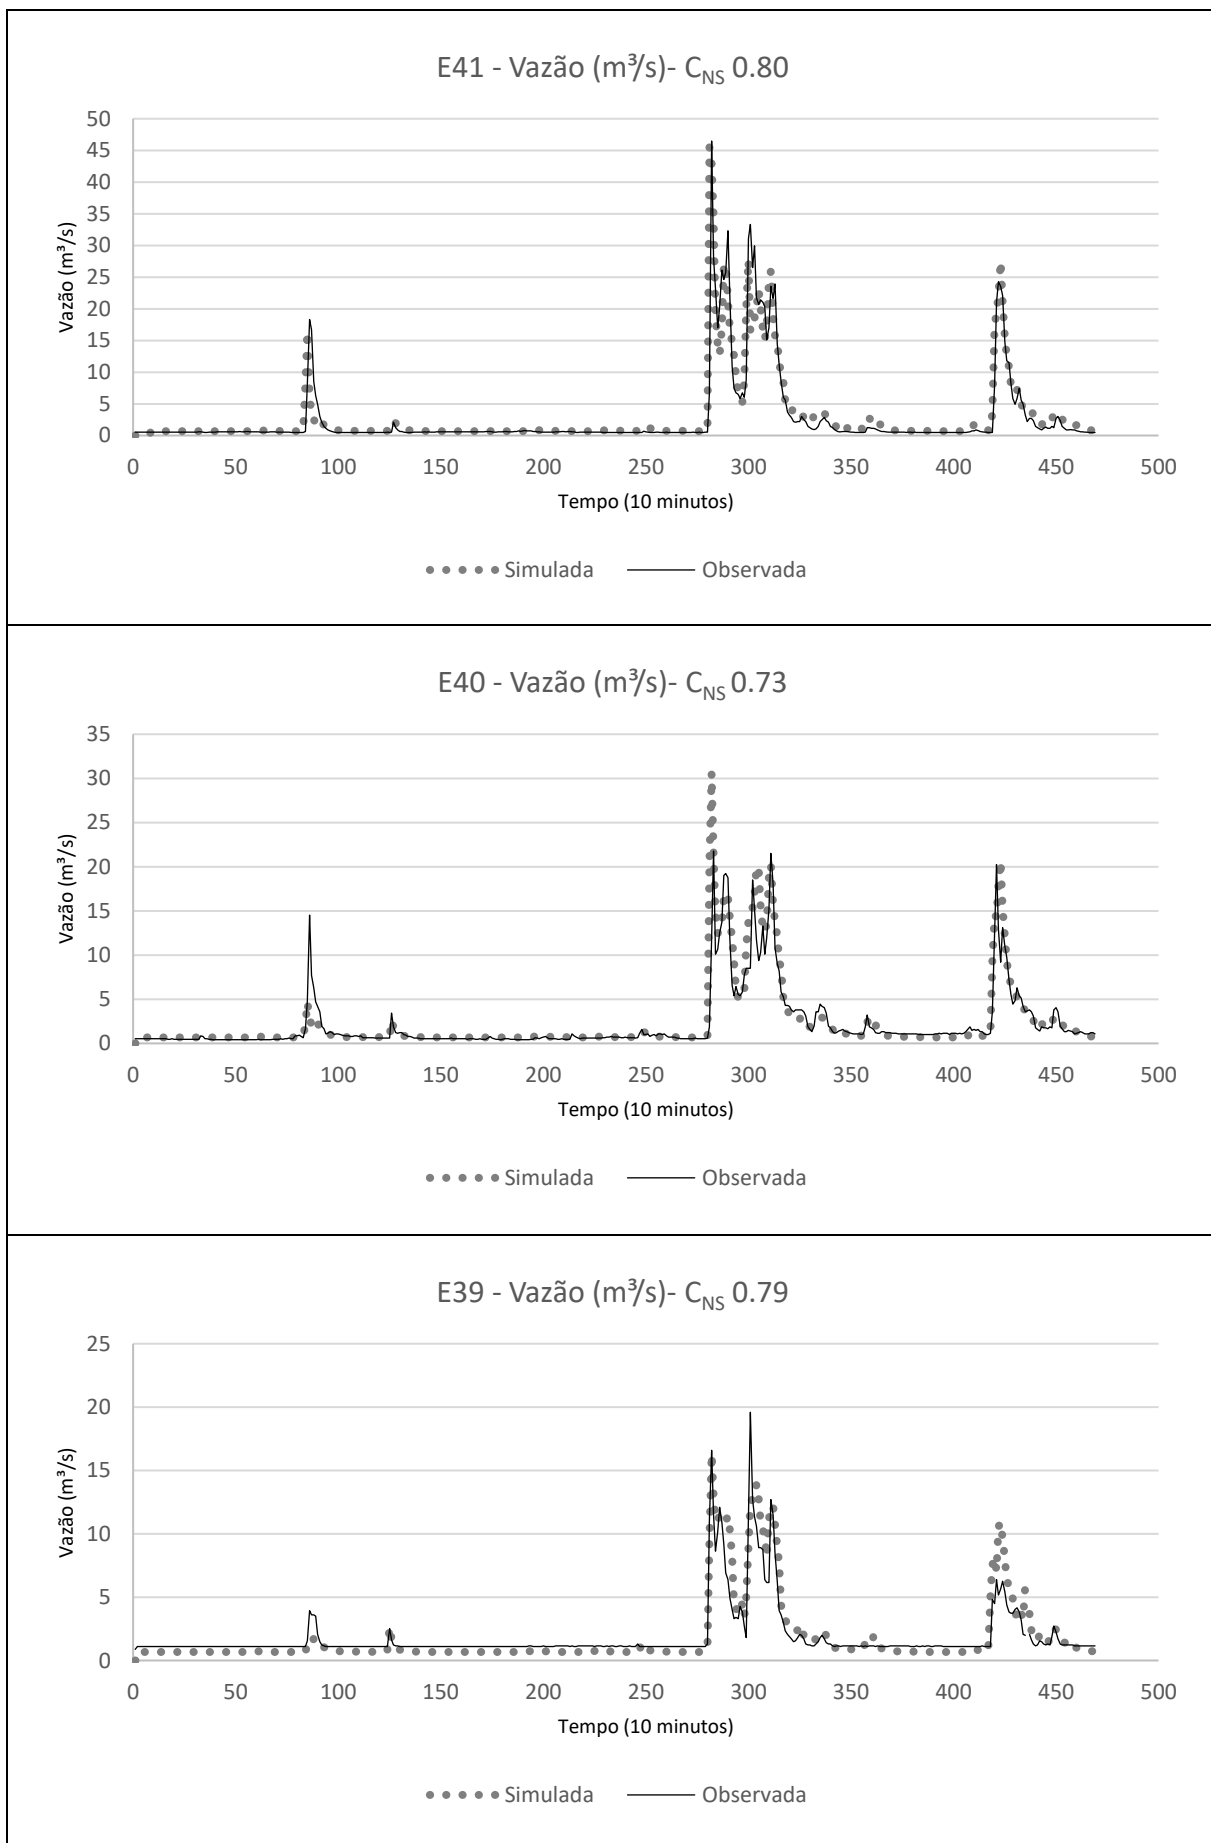 E41 - Vazão (m³/s)- C_NS 0.80
50
45
40
35
30
25
20
15
10
5
0
Vazão (m³/s)
0 50 100 150 200 250 300 350 400 450 500
Tempo (10 minutos)
Simulada Observada
E40 - Vazão (m³/s)- C_NS 0.73
35
30
25
20
15
10
5
0
Vazão (m³/s)
0 50 100 150 200 250 300 350 400 450 500
Tempo (10 minutos)
Simulada Observada
E39 - Vazão (m³/s)- C_NS 0.79
25
20
15
10
5
0
Vazão (m³/s)
0 50 100 150 200 250 300 350 400 450 500
Tempo (10 minutos)
Simulada Observada